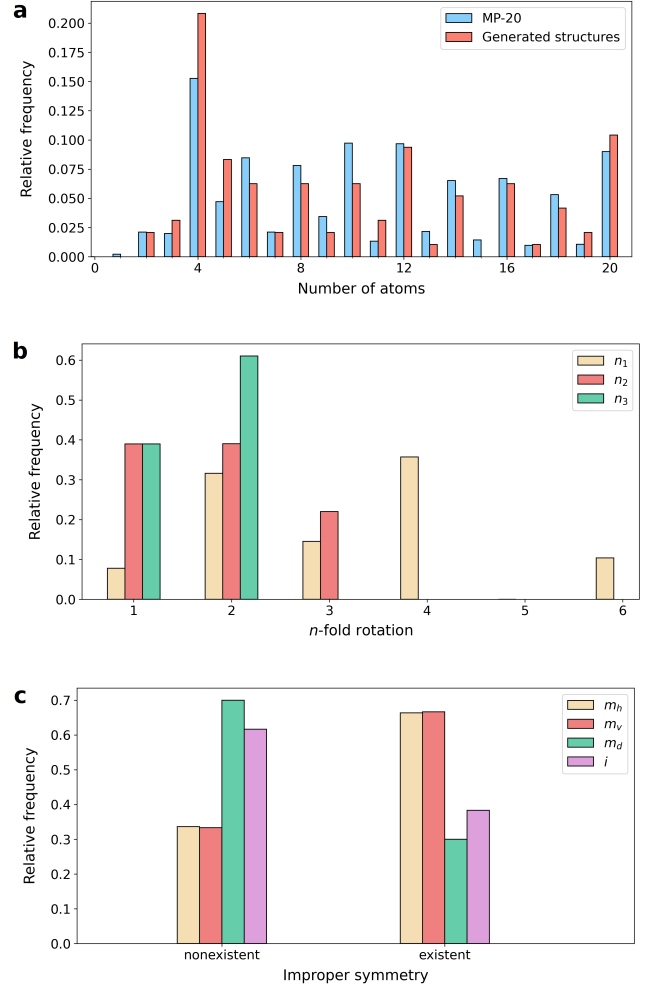 a
0.200
0.175
0.150
0.125
0.100
0.075
0.050
0.025
0.000
Relative frequency
MP-20
Generated structures
0 4 8 12 16 20
Number of atoms
b
0.6
0.5
0.4
0.3
0.2
0.1
0.0
Relative frequency
n₁
n₂
n₃
1 2 3 4 5 6
n-fold rotation
c
0.7
0.6
0.5
0.4
0.3
0.2
0.1
0.0
Relative frequency
m_h
m_v
m_d
i
nonexistent existent
Improper symmetry